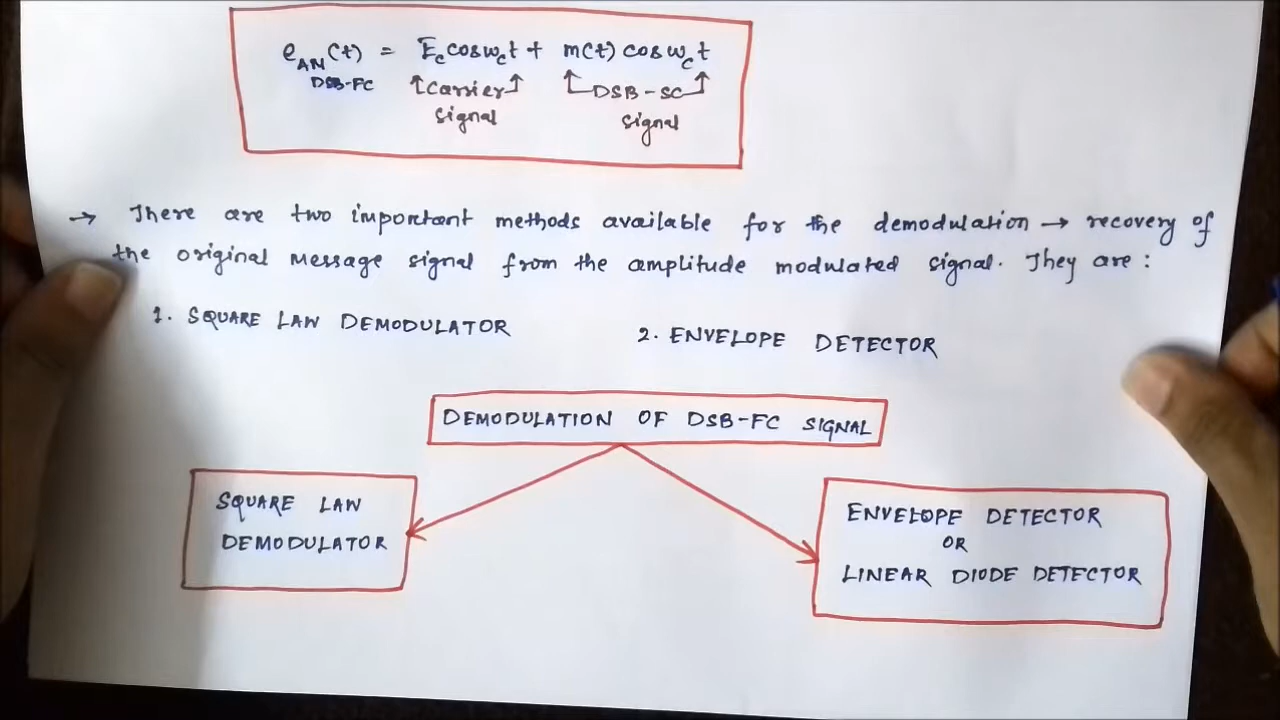 e_AM(t) = E_c cos w_c t + m(t) cos w_c t
DSB-FC
↑carrier↑ ↑DSB-SC↑
signal signal
→ There are two important methods available for the demodulation → recovery of
the original message signal from the amplitude modulated signal. They are :
1. SQUARE LAW DEMODULATOR 2. ENVELOPE DETECTOR
DEMODULATION OF DSB-FC SIGNAL
SQUARE LAW
DEMODULATOR
ENVELOPE DETECTOR
OR
LINEAR DIODE DETECTOR